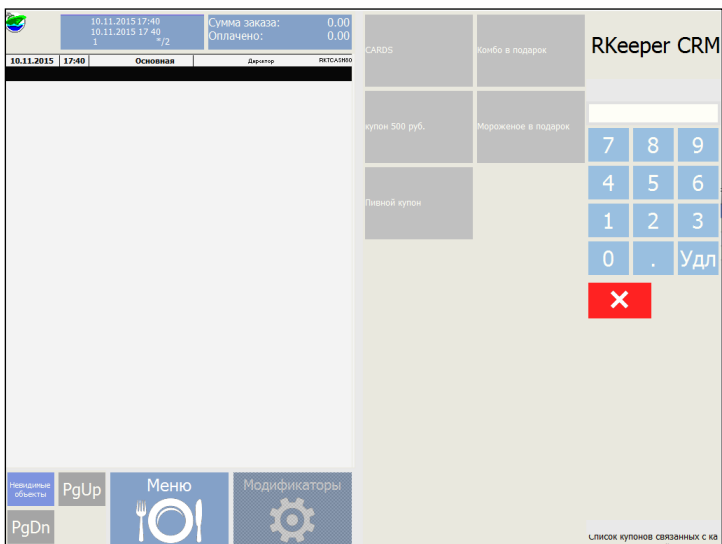 10.11.2015 17:40
10.11.2015 17 40
1 */2
Сумма заказа: 0.00
Оплачено: 0.00
10.11.2015 17:40 Основная Директор RKTCASH80
CARDS
Комбо в подарок
купон 500 руб.
Мороженое в подарок
Пивной купон
RKeeper CRM
7 8 9
4 5 6
1 2 3
0 . Удл
Невидимые
объекты
PgUp
Меню
Модификаторы
PgDn
Список купонов связанных с ка